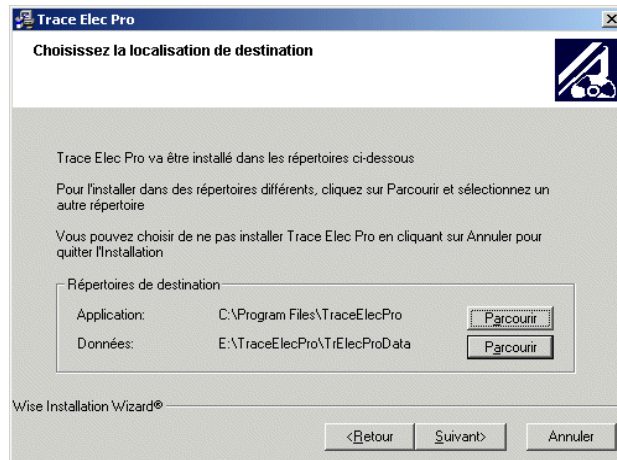 Trace Elec Pro
Choisissez la localisation de destination
Trace Elec Pro va être installé dans les répertoires ci-dessous
Pour l'installer dans des répertoires différents, cliquez sur Parcourir et sélectionnez un
autre répertoire
Vous pouvez choisir de ne pas installer Trace Elec Pro en cliquant sur Annuler pour
quitter l'Installation
Répertoires de destination
Application: C:\Program Files\TraceElecPro Parcourir
Données: E:\TraceElecPro\TrElecProData Parcourir
Wise Installation Wizard®
<Retour Suivant> Annuler